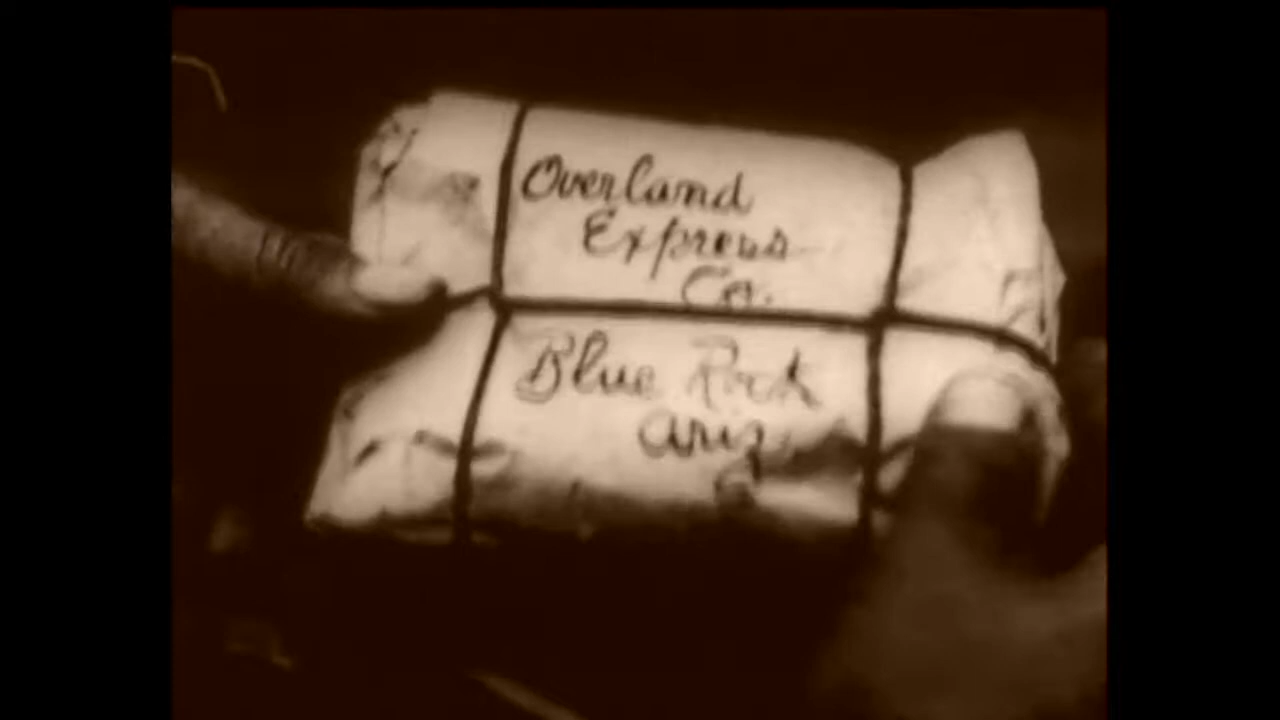 Overland
Express
Co.
Blue Rock
Ariz.